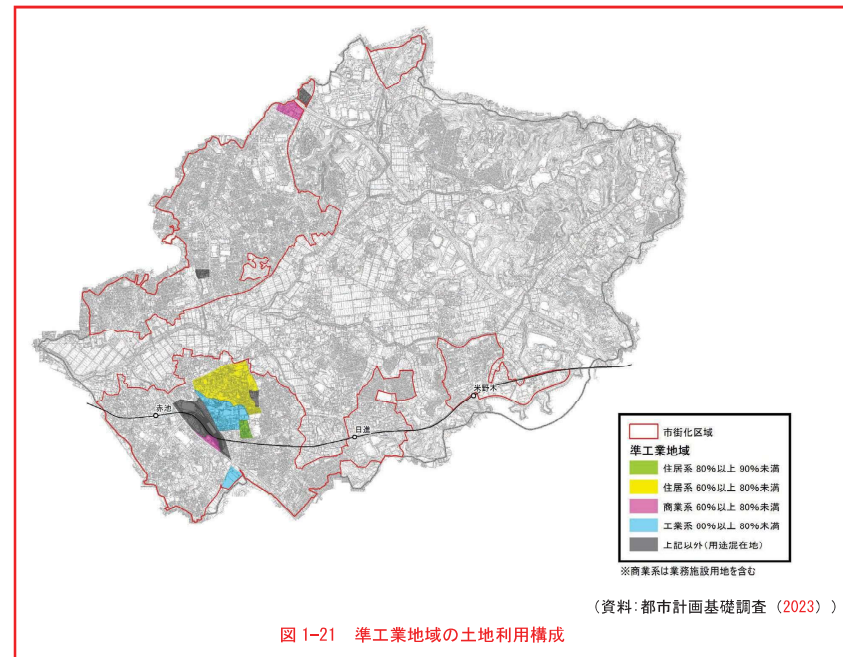 赤池
日進
米野木
市街化区域
準工業地域
住居系 80%以上 90%未満
住居系 60%以上 80%未満
商業系 60%以上 80%未満
工業系 60%以上 80%未満
上記以外(用途混在地)
※商業系は業務施設用地を含む
(資料:都市計画基礎調査(2023))
図 1-21 準工業地域の土地利用構成